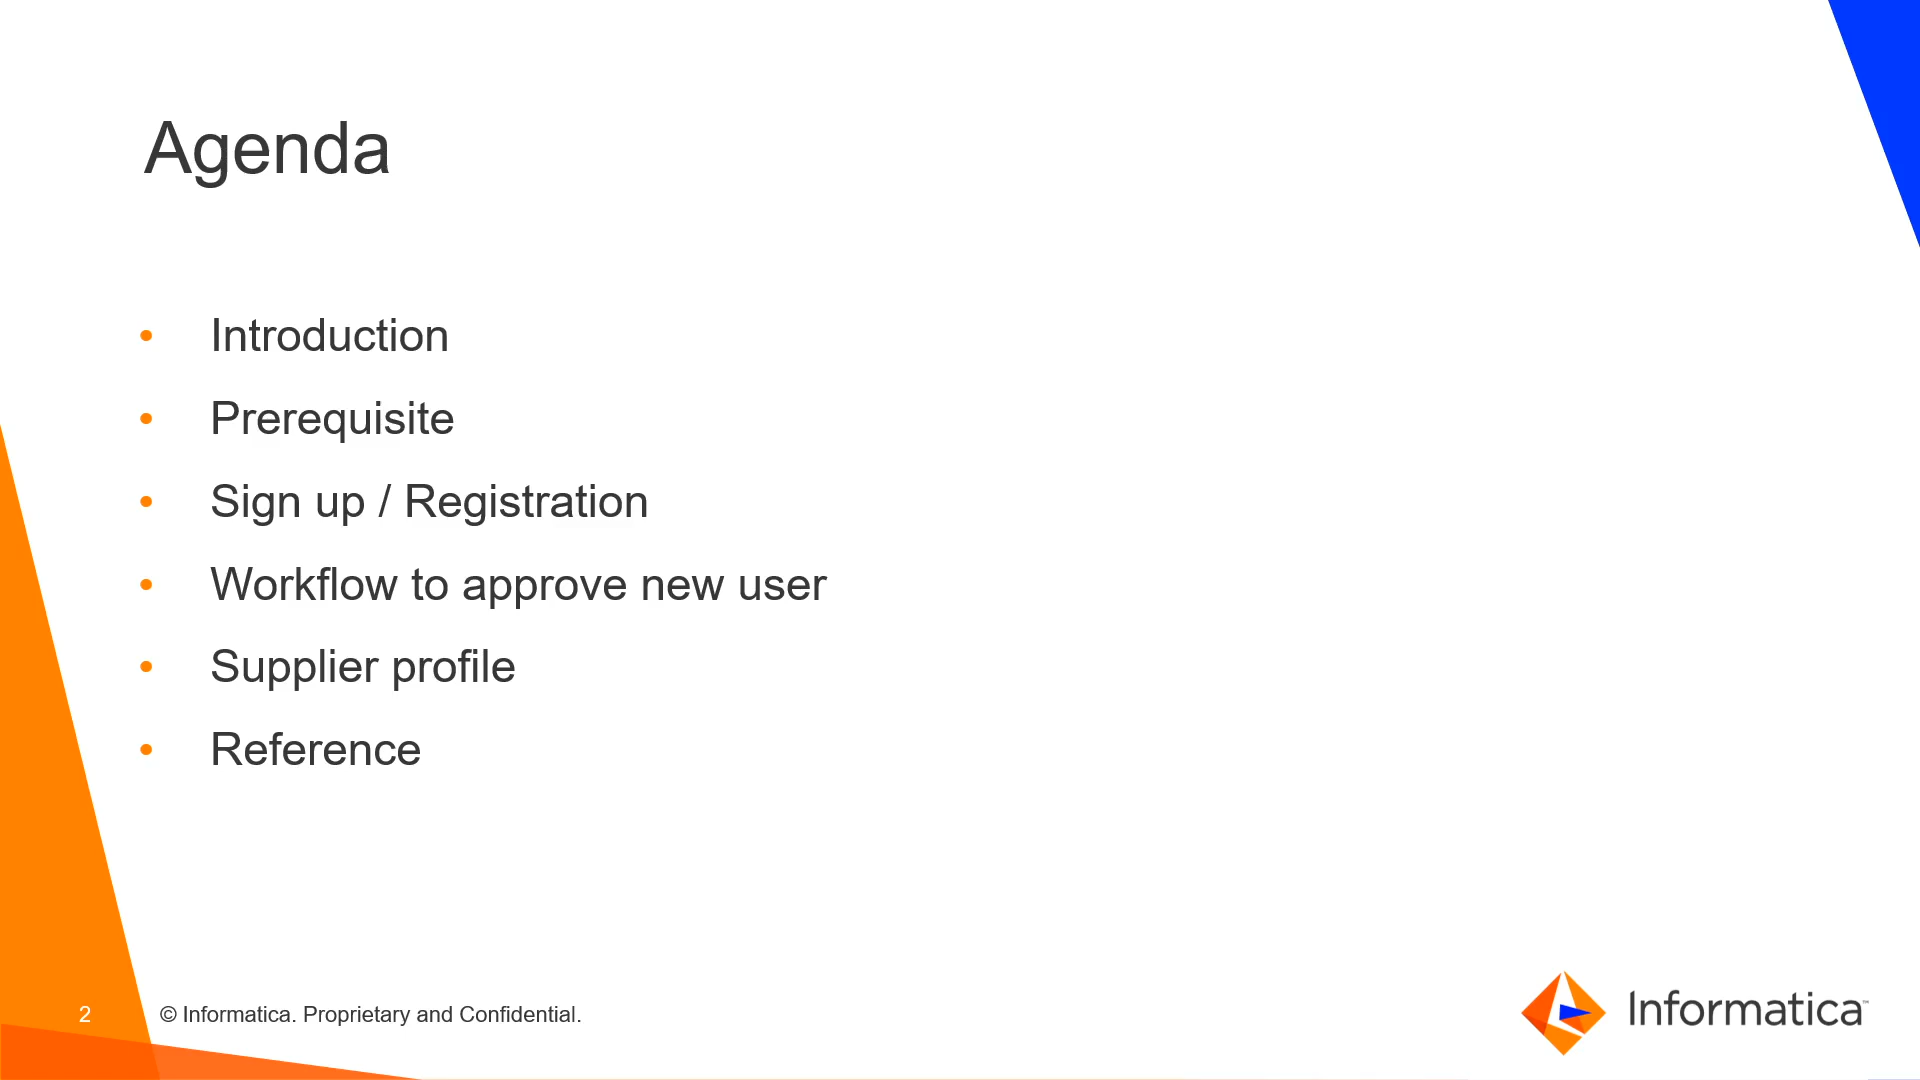 Agenda
• Introduction
• Prerequisite
• Sign up / Registration
• Workflow to approve new user
• Supplier profile
• Reference
2 © Informatica. Proprietary and Confidential.
Informatica™